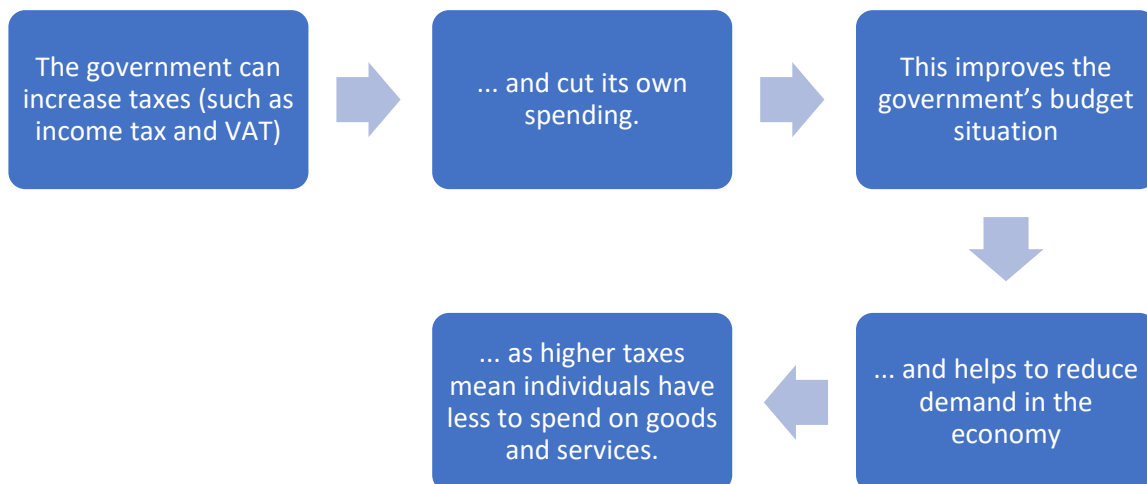 The government can
increase taxes (such as
income tax and VAT)
... and cut its own
spending.
This improves the
government’s budget
situation
... and helps to reduce
demand in the
economy
... as higher taxes
mean individuals have
less to spend on goods
and services.